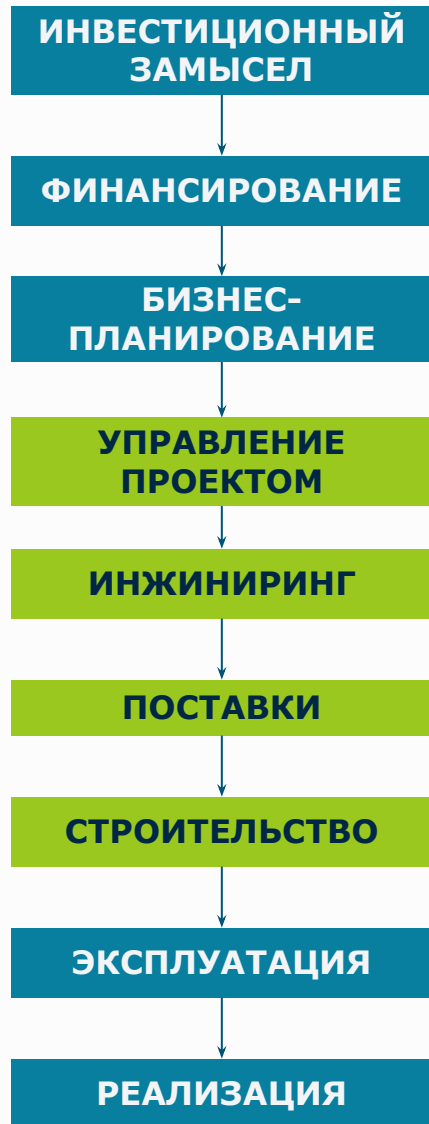 ИНВЕСТИЦИОННЫЙ
ЗАМЫСЕЛ
ФИНАНСИРОВАНИЕ
БИЗНЕС-
ПЛАНИРОВАНИЕ
УПРАВЛЕНИЕ
ПРОЕКТОМ
ИНЖИНИРИНГ
ПОСТАВКИ
СТРОИТЕЛЬСТВО
ЭКСПЛУАТАЦИЯ
РЕАЛИЗАЦИЯ